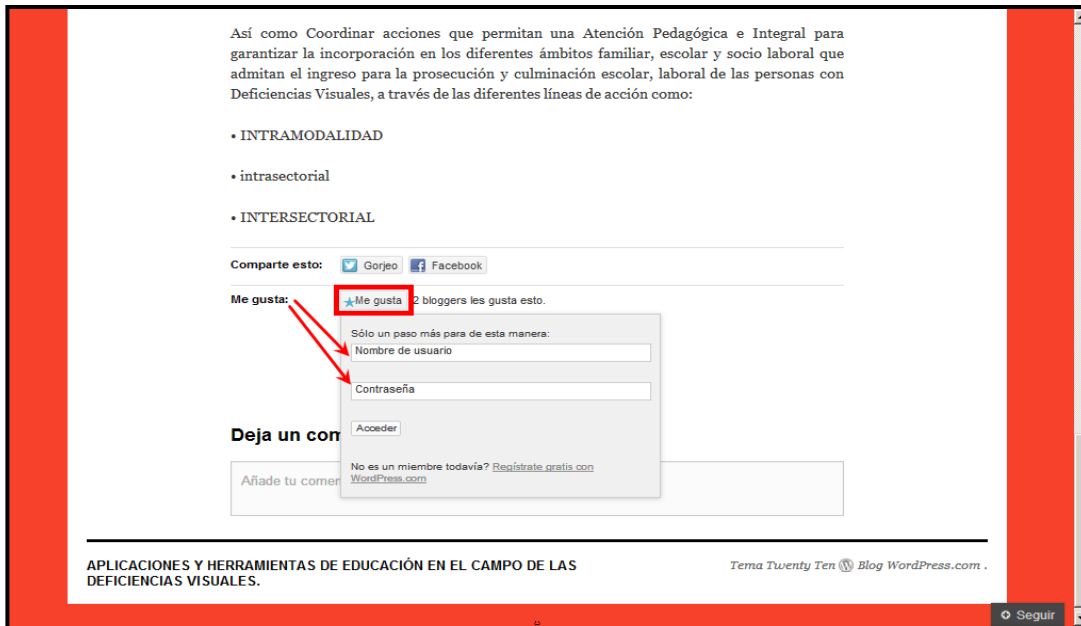 Así como Coordinar acciones que permitan una Atención Pedagógica e Integral para
garantizar la incorporación en los diferentes ámbitos familiar, escolar y socio laboral que
admitan el ingreso para la prosecución y culminación escolar, laboral de las personas con
Deficiencias Visuales, a través de las diferentes líneas de acción como:
• INTRAMODALIDAD
• intrasectorial
• INTERSECTORIAL
Comparte esto: Gorjeo Facebook
Me gusta: Me gusta 2 bloggers les gusta esto.
Sólo un paso más para de esta manera:
Nombre de usuario
Contraseña
Acceder
No es un miembro todavía? Regístrate gratis con
WordPress.com
Deja un com
Añade tu comen
APLICACIONES Y HERRAMIENTAS DE EDUCACIÓN EN EL CAMPO DE LAS
DEFICIENCIAS VISUALES.
Tema Twenty Ten Blog WordPress.com .
Seguir